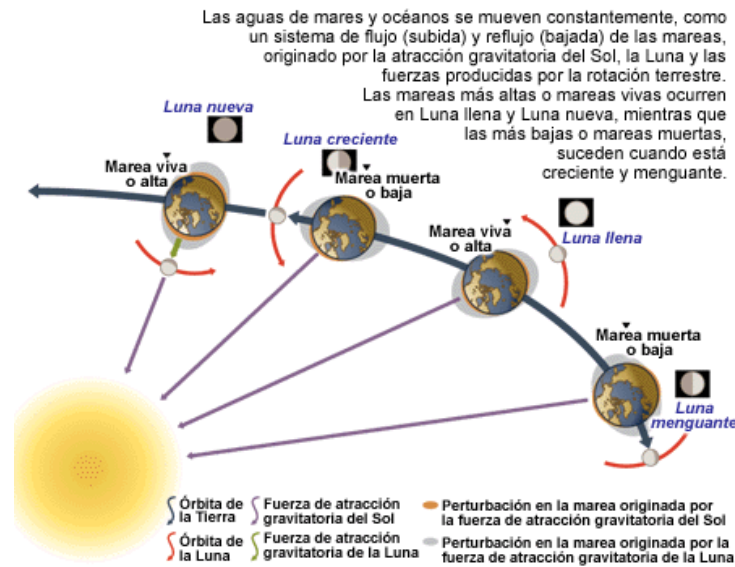 Las aguas de mares y océanos se mueven constantemente, como
un sistema de flujo (subida) y reflujo (bajada) de las mareas,
originado por la atracción gravitatoria del Sol, la Luna y las
fuerzas producidas por la rotación terrestre.
Las mareas más altas o mareas vivas ocurren
en Luna llena y Luna nueva, mientras que
las más bajas o mareas muertas,
suceden cuando está
creciente y menguante.
Luna nueva
Marea viva
o alta
Luna creciente
Marea muerta
o baja
Marea viva
o alta
Luna llena
Marea muerta
o baja
Luna
menguante
Órbita de
la Tierra
Fuerza de atracción
gravitatoria del Sol
Perturbación en la marea originada por
la fuerza de atracción gravitatoria del Sol
Órbita de
la Luna
Fuerza de atracción
gravitatoria de la Luna
Perturbación en la marea originada por la
fuerza de atracción gravitatoria de la Luna